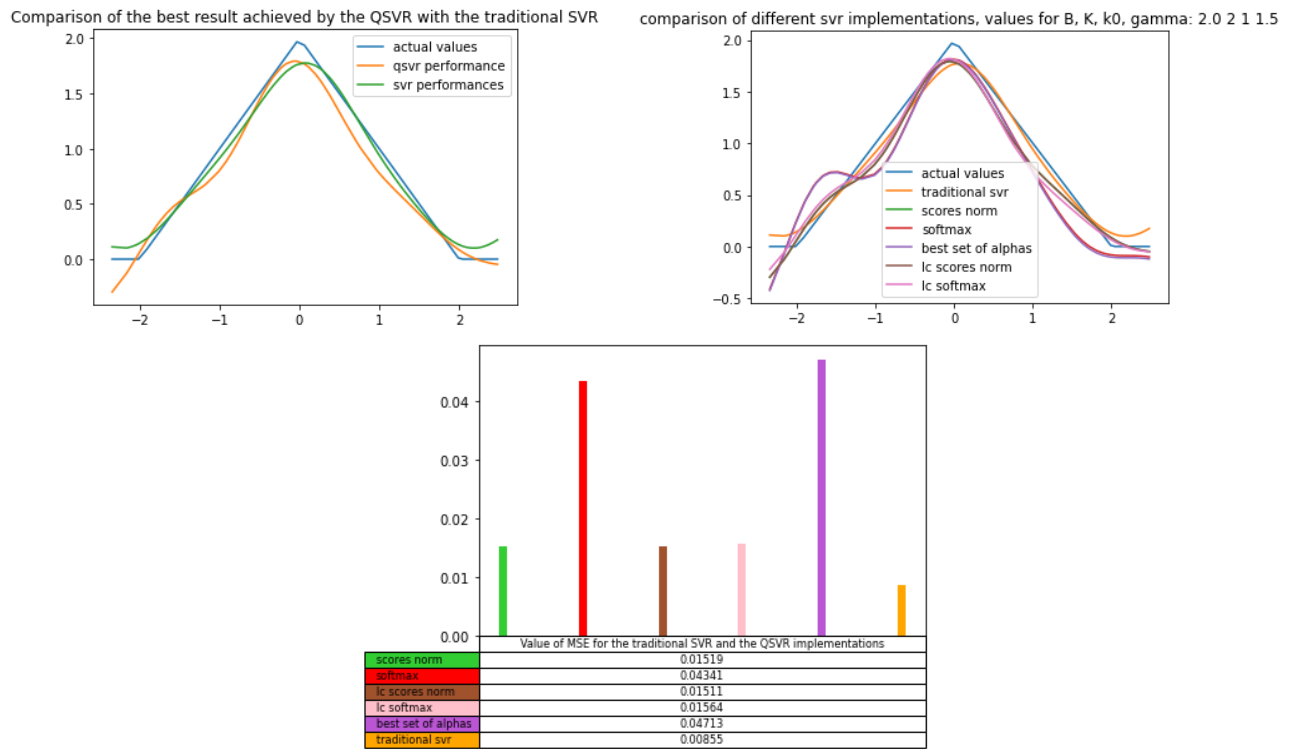 Comparison of the best result achieved by the QSVR with the traditional SVR
2.0
1.5
1.0
0.5
0.0
−2
−1
0
1
2
actual values
qsvr performance
svr performances
comparison of different svr implementations, values for B, K, k0, gamma: 2.0 2 1 1.5
2.0
1.5
1.0
0.5
0.0
−0.5
−2
−1
0
1
2
actual values
traditional svr
scores norm
softmax
best set of alphas
lc scores norm
lc softmax
0.04
0.03
0.02
0.01
0.00
Value of MSE for the traditional SVR and the QSVR implementations
scores norm 0.01519
softmax 0.04341
lc scores norm 0.01511
lc softmax 0.01564
best set of alphas 0.04713
traditional svr 0.00855